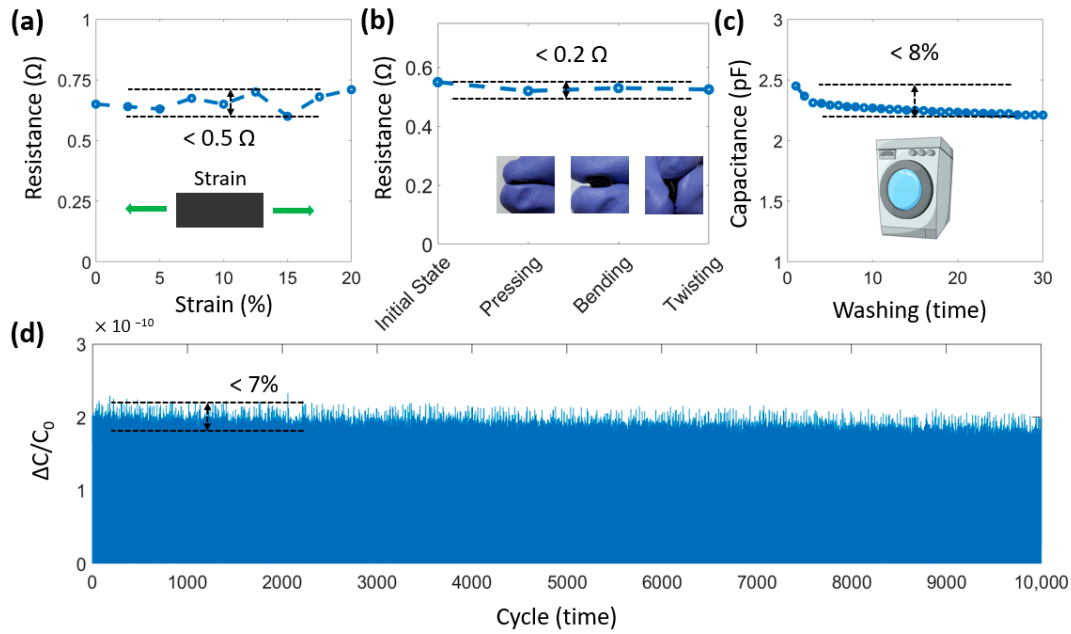 (a)
Resistance (Ω)
1
0.75
0.5
0.25
0
< 0.5 Ω
Strain
0 5 10 15 20
Strain (%)
(b)
Resistance (Ω)
0.6
0.4
0.2
0
< 0.2 Ω
Initial State
Pressing
Bending
Twisting
(c)
Capacitance (pF)
3
2.5
2
1.5
1
< 8%
0 10 20 30
Washing (time)
(d)
× 10 −10
ΔC/C0
3
2
1
0
< 7%
0 1000 2000 3000 4000 5000 6000 7000 8000 9000 10,000
Cycle (time)